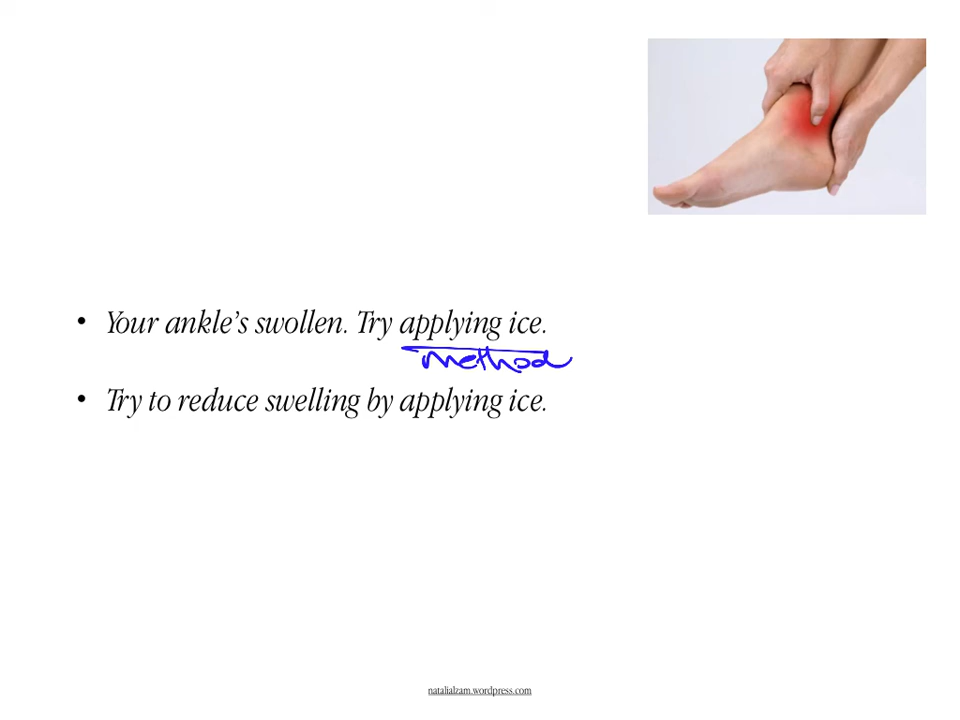 • Your ankle’s swollen. Try applying ice.
method
• Try to reduce swelling by applying ice.
natalialzam.wordpress.com